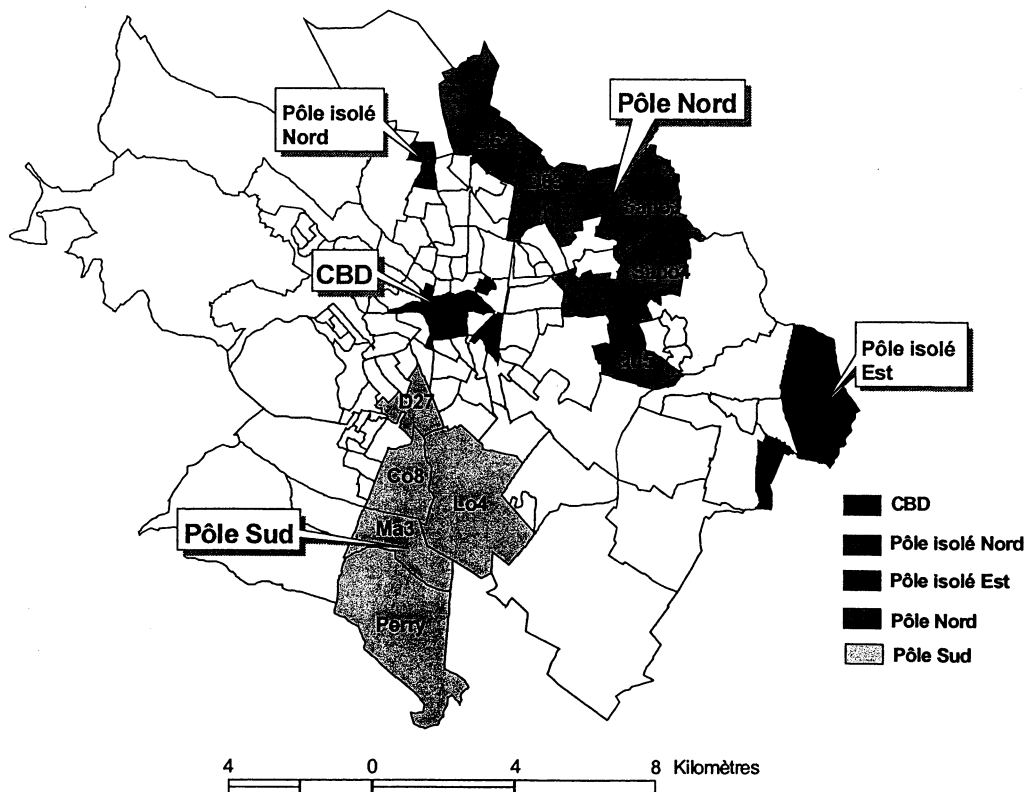 Pôle isolé
Nord
Pôle Nord
CBD
Pôle isolé
Est
D27
Co8
Lo4
Ma3
Pôle Sud
Perry
CBD
Pôle isolé Nord
Pôle isolé Est
Pôle Nord
Pôle Sud
4 0 4 8 Kilomètres